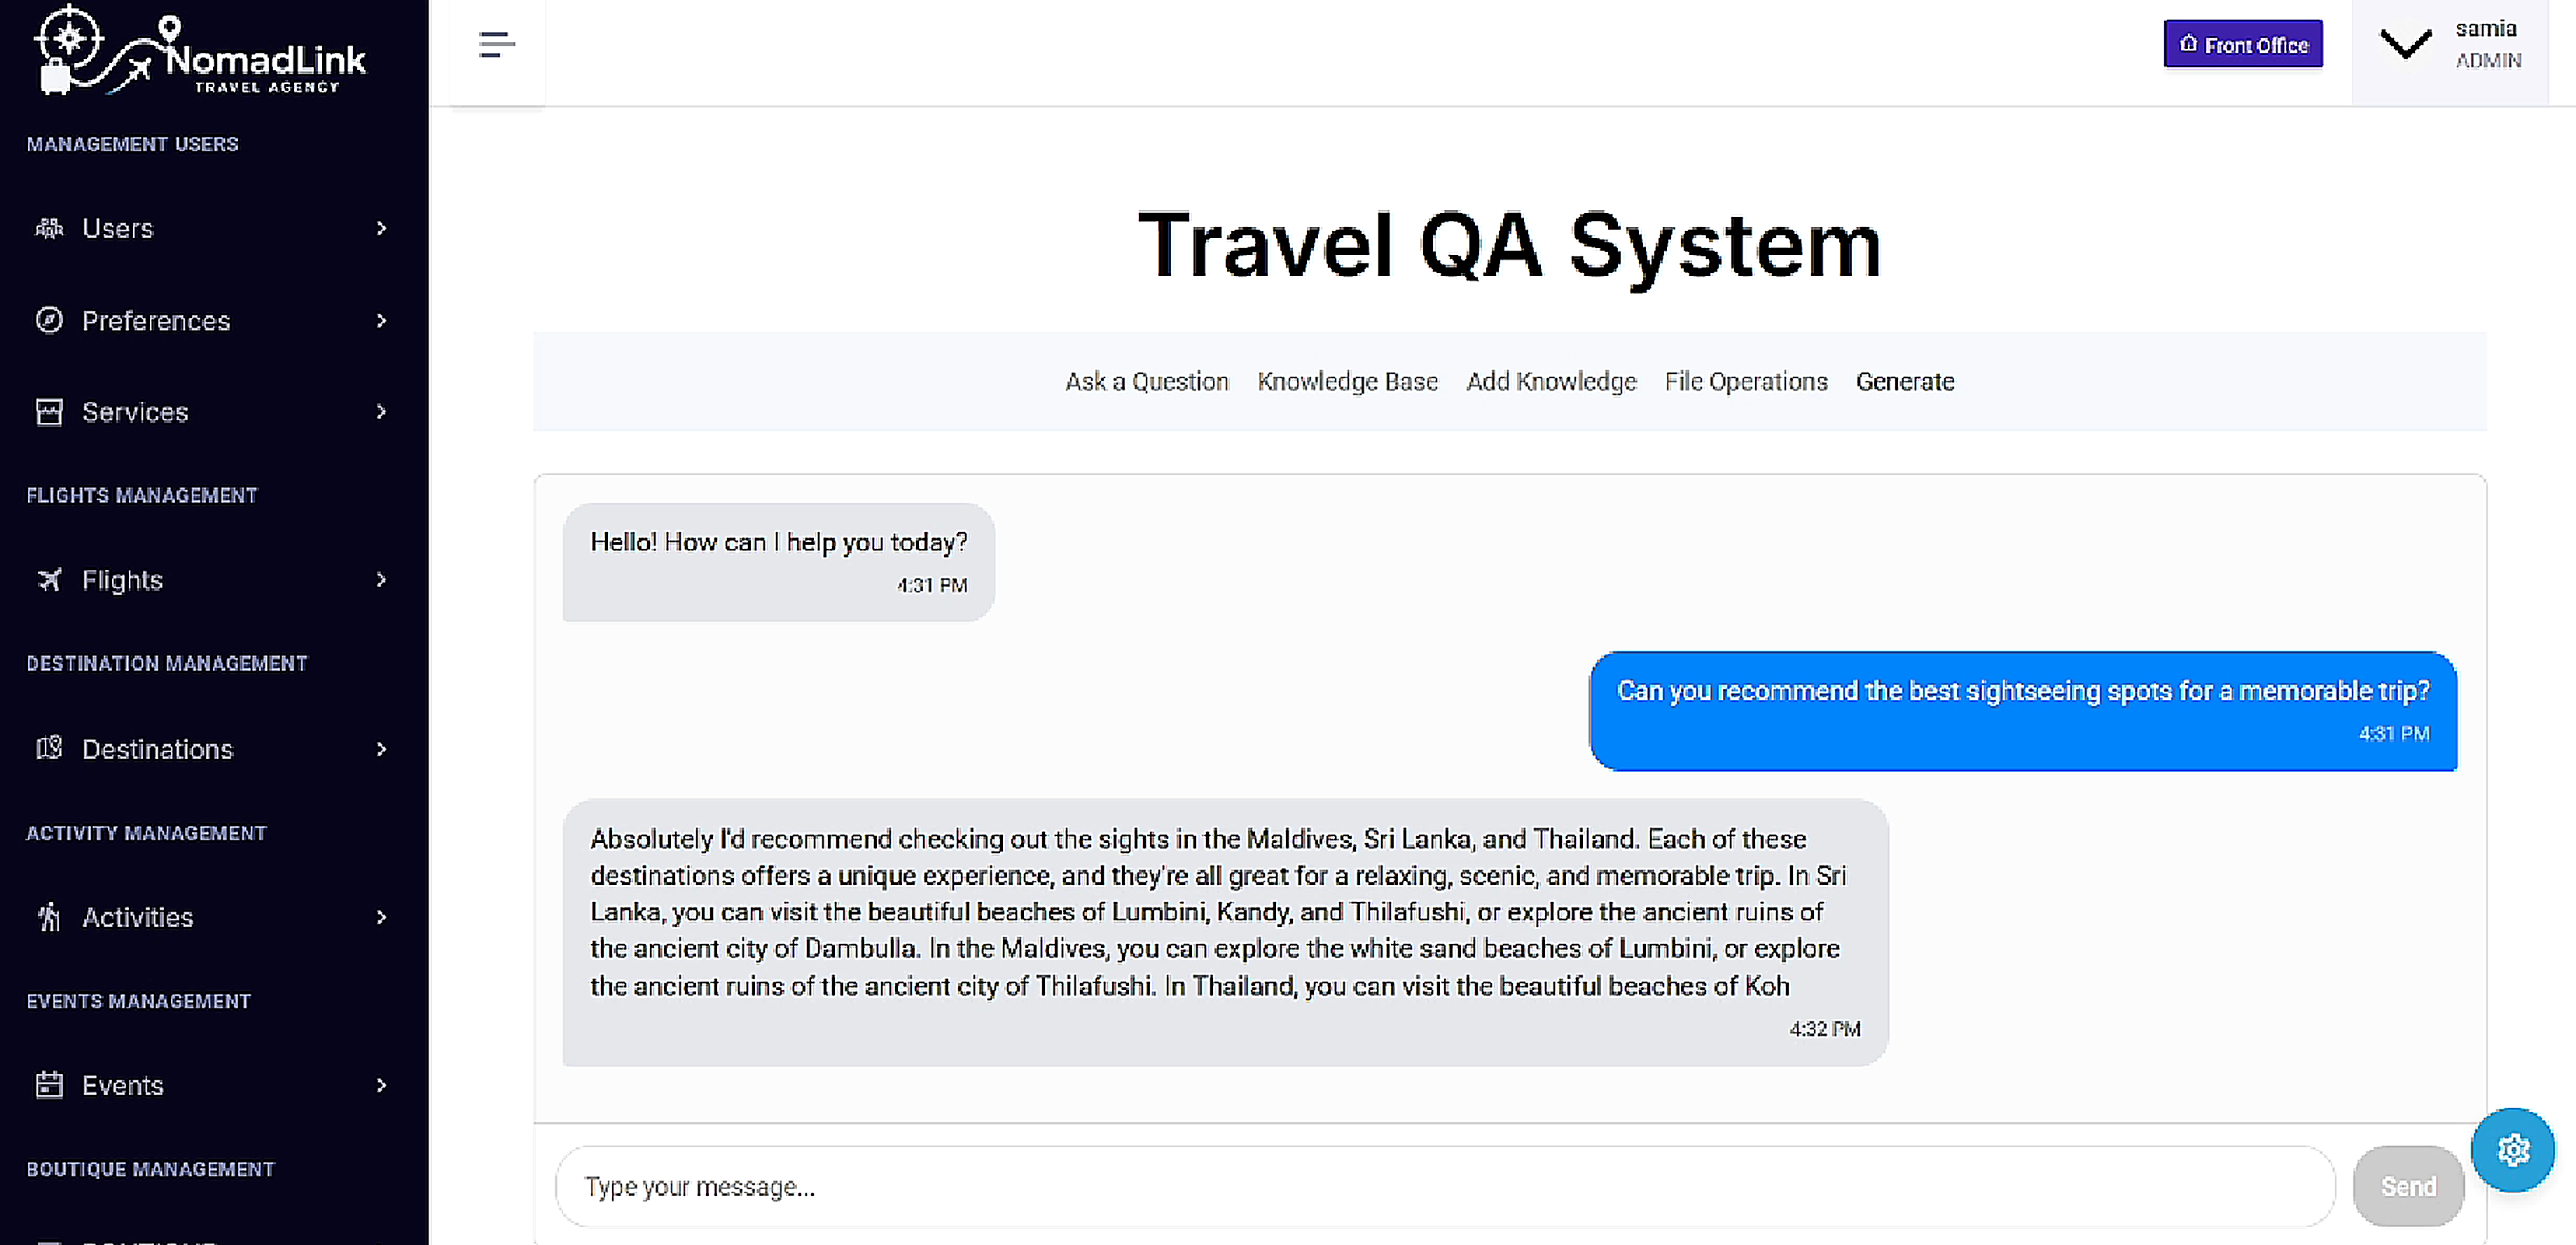 NomadLink
TRAVEL AGENCY
MANAGEMENT USERS
Users
Preferences
Services
FLIGHTS MANAGEMENT
Flights
DESTINATION MANAGEMENT
Destinations
ACTIVITY MANAGEMENT
Activities
EVENTS MANAGEMENT
Events
BOUTIQUE MANAGEMENT
Front Office
samia
ADMIN
Travel QA System
Ask a Question Knowledge Base Add Knowledge File Operations Generate
Hello! How can I help you today?
4:31 PM
Can you recommend the best sightseeing spots for a memorable trip?
4:31 PM
Absolutely I'd recommend checking out the sights in the Maldives, Sri Lanka, and Thailand. Each of these
destinations offers a unique experience, and they're all great for a relaxing, scenic, and memorable trip. In Sri
Lanka, you can visit the beautiful beaches of Lumbini, Kandy, and Thilafushi, or explore the ancient ruins of
the ancient city of Dambulla. In the Maldives, you can explore the white sand beaches of Lumbini, or explore
the ancient ruins of the ancient city of Thilafushi. In Thailand, you can visit the beautiful beaches of Koh
4:32 PM
Type your message...
Send